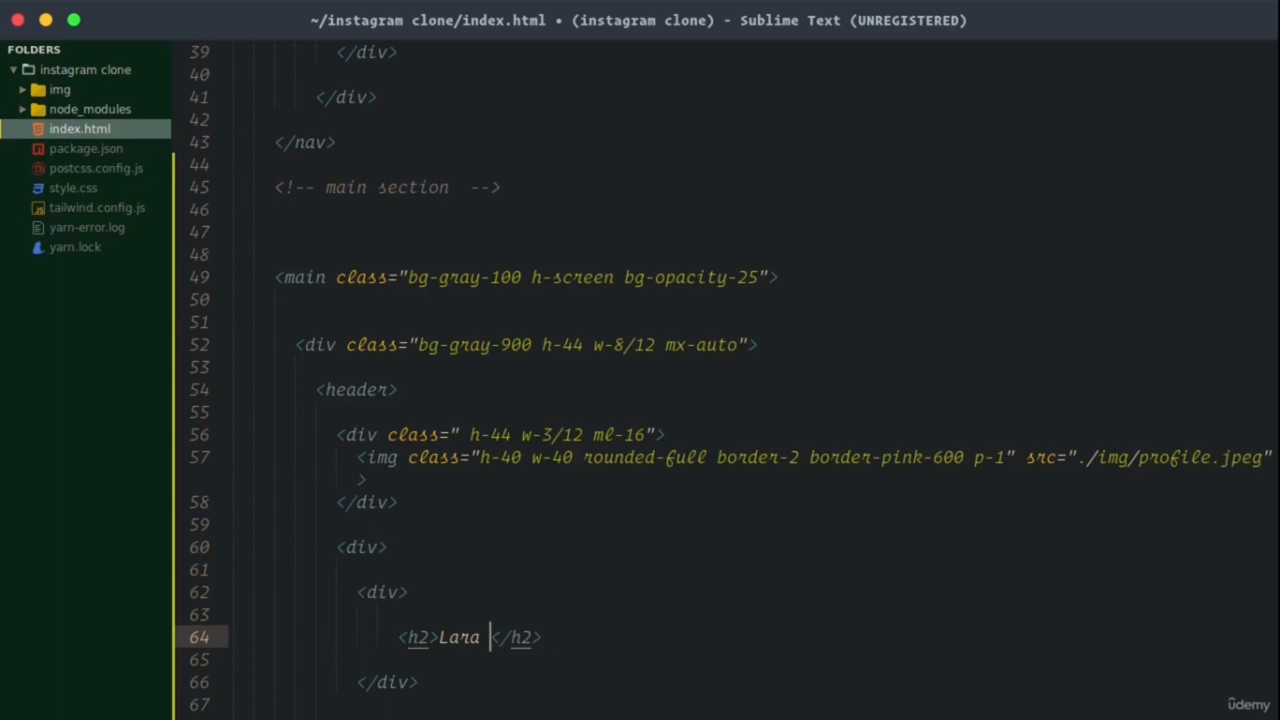 ~/instagram clone/index.html • (instagram clone) - Sublime Text (UNREGISTERED)
FOLDERS
instagram clone
img
node_modules
index.html
package.json
postcss.config.js
style.css
tailwind.config.js
yarn-error.log
yarn.lock
39 </div>
40
41 </div>
42
43 </nav>
44
45 <!-- main section  -->
46
47
48
49 <main class="bg-gray-100 h-screen bg-opacity-25">
50
51
52 <div class="bg-gray-900 h-44 w-8/12 mx-auto">
53
54 <header>
55
56 <div class=" h-44 w-3/12 ml-16">
57 <img class="h-40 w-40 rounded-full border-2 border-pink-600 p-1" src="./img/profile.jpeg"
>
58 </div>
59
60 <div>
61
62 <div>
63
64 <h2>Lara </h2>
65
66 </div>
67
ûdemy